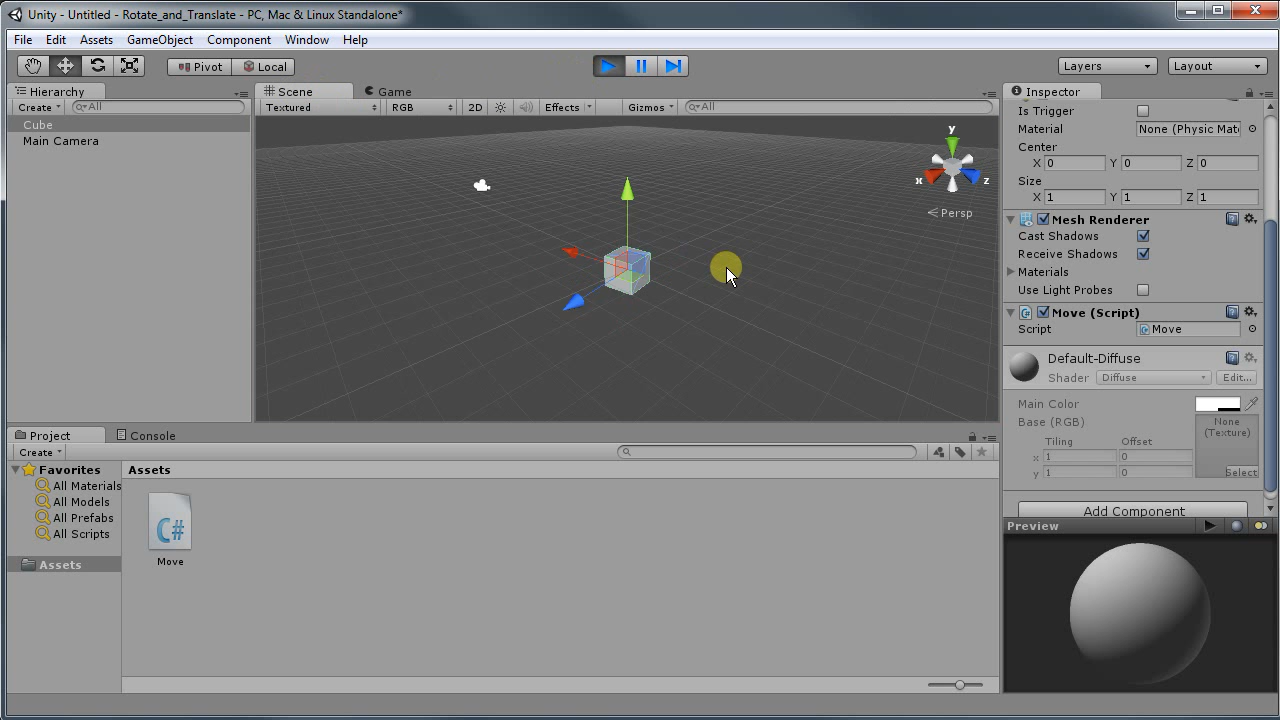 Unity - Untitled - Rotate_and_Translate - PC, Mac & Linux Standalone*
File Edit Assets GameObject Component Window Help
Pivot Local Layers Layout
Hierarchy
Create All
Cube
Main Camera
Scene Game
Textured RGB 2D Effects Gizmos All
y
x z
Persp
Inspector
Is Trigger
Material None (Physic Mat
Center
X 0 Y 0 Z 0
Size
X 1 Y 1 Z 1
Mesh Renderer
Cast Shadows
Receive Shadows
Materials
Use Light Probes
Move (Script)
Script Move
Default-Diffuse
Shader Diffuse Edit...
Main Color
Base (RGB)
None
(Texture)
Tiling Offset
x 1 0
y 1 0
Select
Add Component
Preview
Project Console
Create
Favorites
All Materials
All Models
All Prefabs
All Scripts
Assets
Assets
C#
Move